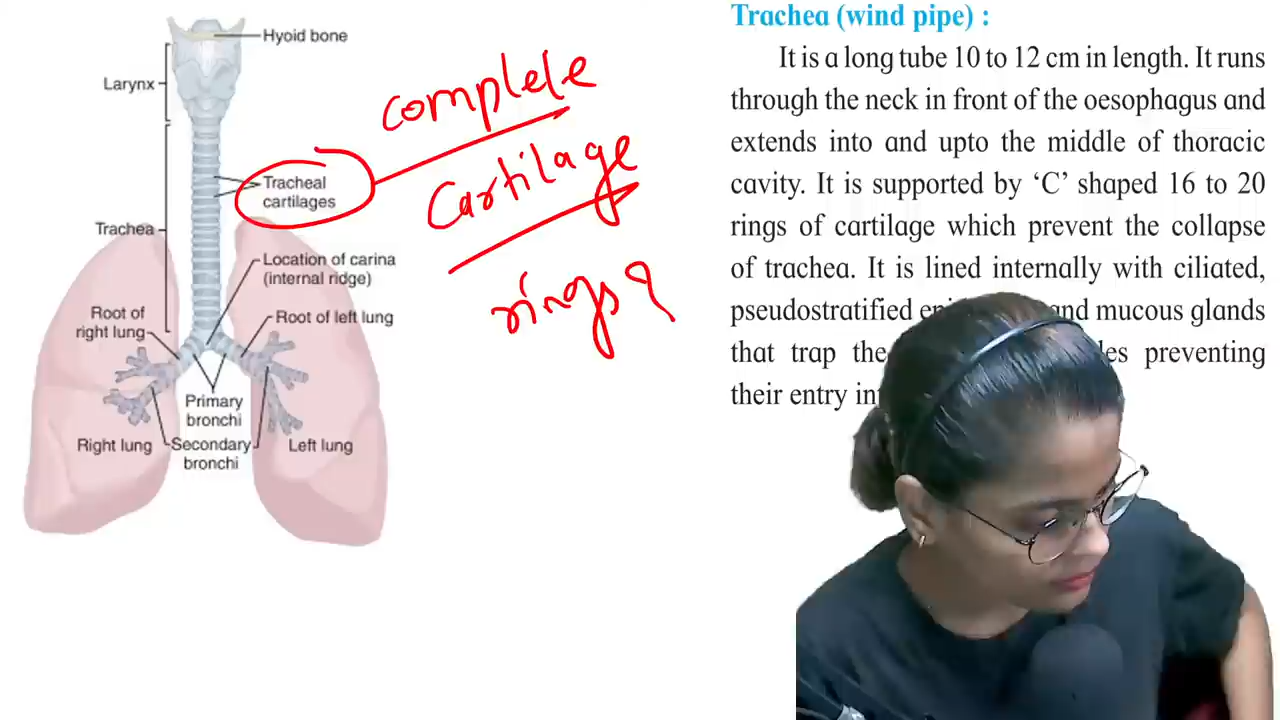 Hyoid bone
Larynx
Tracheal
cartilages
Trachea
Location of carina
(internal ridge)
Root of
right lung
Root of left lung
Primary
bronchi
Right lung
Secondary
bronchi
Left lung
complete
Cartilage
rings ?
Trachea (wind pipe) :
It is a long tube 10 to 12 cm in length. It runs
through the neck in front of the oesophagus and
extends into and upto the middle of thoracic
cavity. It is supported by ‘C’ shaped 16 to 20
rings of cartilage which prevent the collapse
of trachea. It is lined internally with ciliated,
pseudostratified and mucous glands
that trap the preventing
their entry